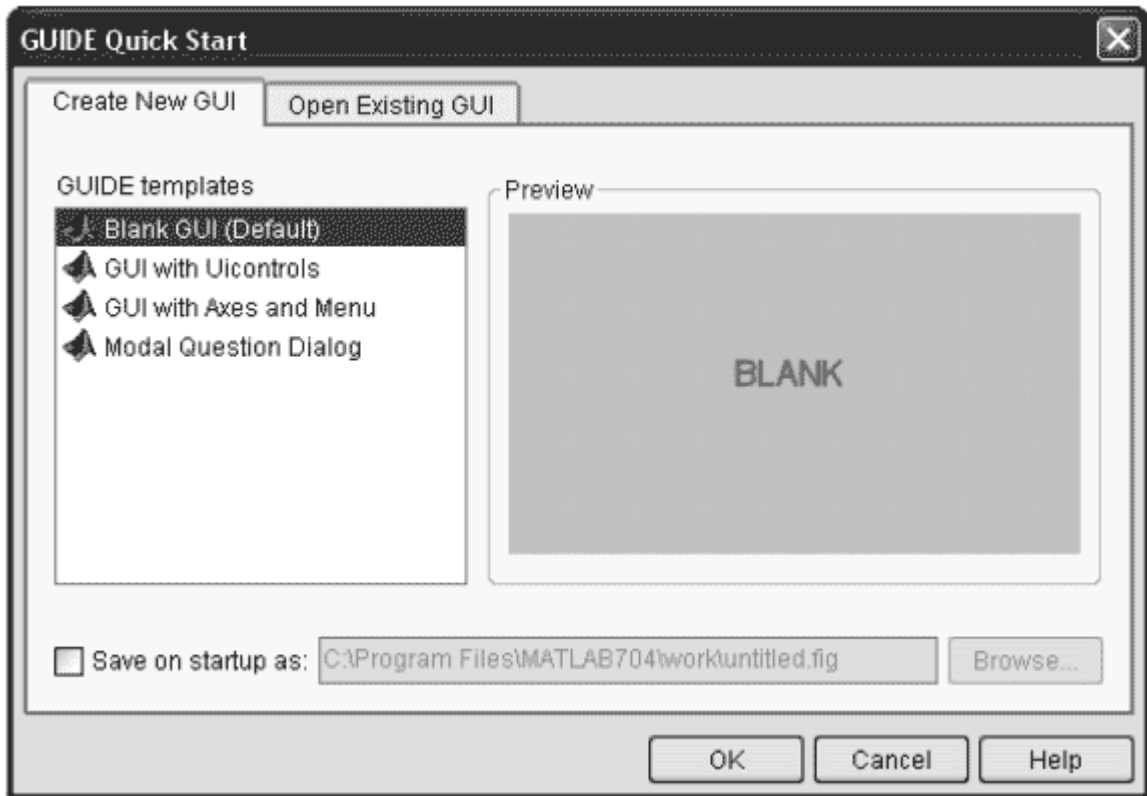 GUIDE Quick Start
Create New GUI
Open Existing GUI
GUIDE templates
Blank GUI (Default)
GUI with Uicontrols
GUI with Axes and Menu
Modal Question Dialog
Preview
BLANK
Save on startup as:
C:\Program Files\MATLAB704\work\untitled.fig
Browse...
OK
Cancel
Help